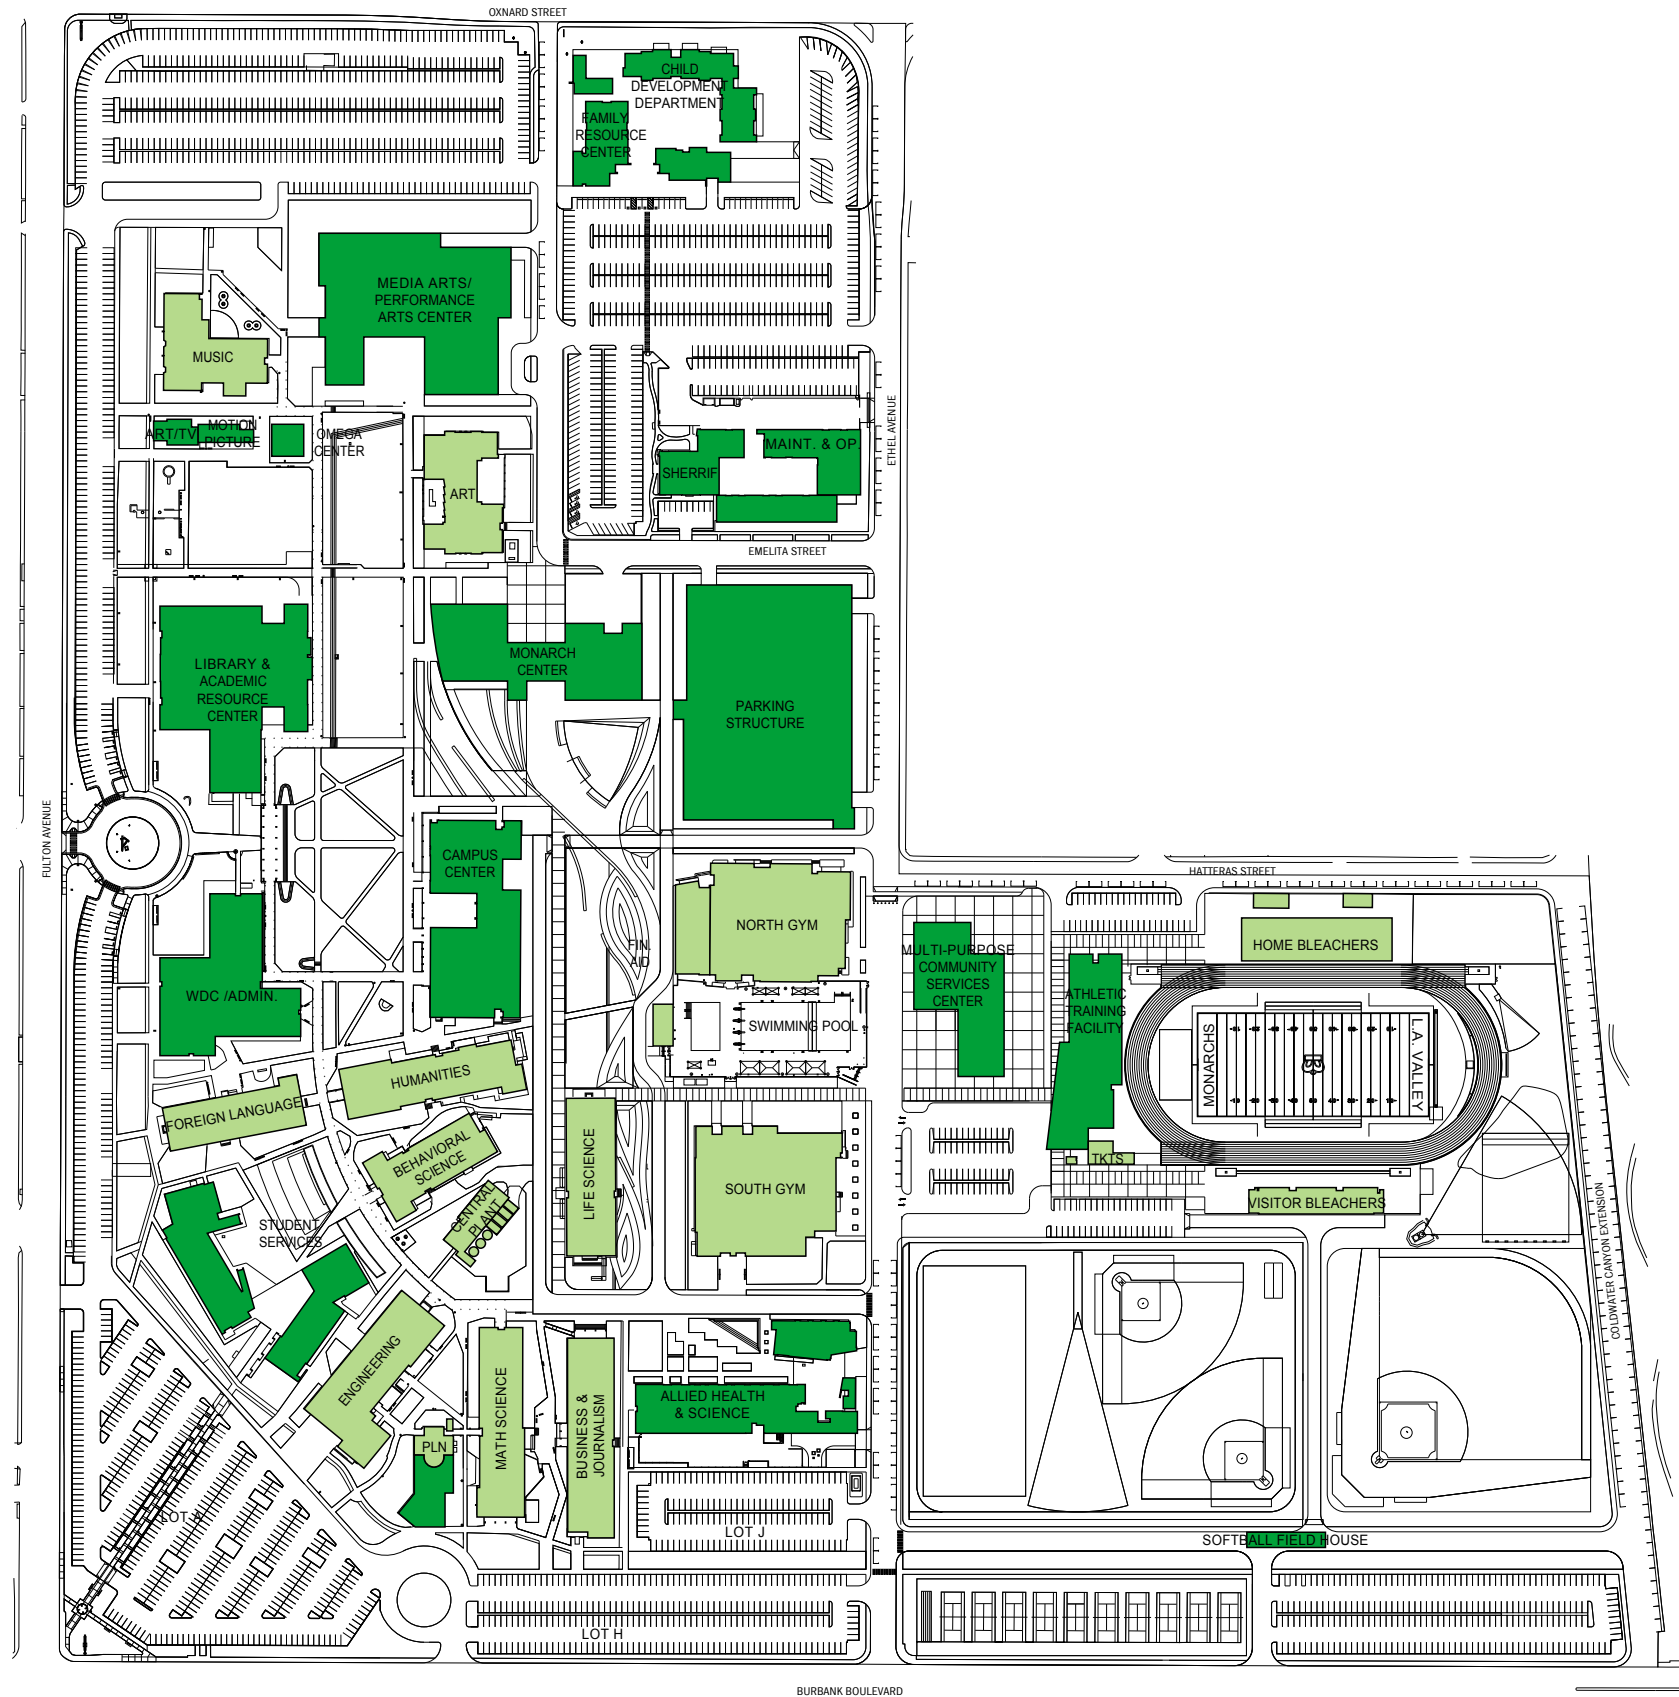 OXNARD STREET
CHILD
DEVELOPMENT
DEPARTMENT
FAMILY
RESOURCE
CENTER
MEDIA ARTS/
PERFORMANCE
ARTS CENTER
MUSIC
ART/TV
MOTION
PICTURE
OMEGA
CENTER
ART
SHERRIF
MAINT. & OP.
ETHEL AVENUE
EMELITA STREET
LIBRARY &
ACADEMIC
RESOURCE
CENTER
MONARCH
CENTER
PARKING
STRUCTURE
FULTON AVENUE
CAMPUS
CENTER
HATTERAS STREET
NORTH GYM
FIN.
AID
MULTI-PURPOSE
COMMUNITY
SERVICES
CENTER
HOME BLEACHERS
WDC /ADMIN.
SWIMMING POOL
ATHLETIC
TRAINING
FACILITY
MONARCHS
L.A. VALLEY
HUMANITIES
FOREIGN LANGUAGE
BEHAVIORAL
SCIENCE
LIFE SCIENCE
SOUTH GYM
TKTS
VISITOR BLEACHERS
CENTRAL
PLANT
STUDENT
SERVICES
COLDWATER CANYON EXTENSION
ENGINEERING
MATH SCIENCE
BUSINESS &
JOURNALISM
ALLIED HEALTH
& SCIENCE
PLN
LOT A
LOT J
SOFTBALL FIELD HOUSE
LOT H
BURBANK BOULEVARD